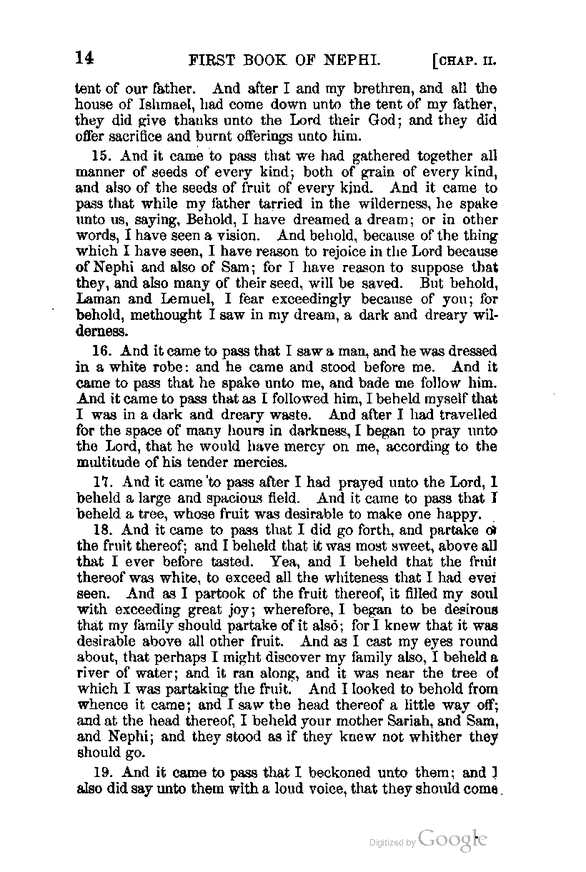 14 FIRST BOOK OF NEPHI. [CHAP. II.
tent of our father. And after I and my brethren, and all the
house of Ishmael, had come down unto the tent of my father,
they did give thanks unto the Lord their God; and they did
offer sacrifice and burnt offerings unto him.
15. And it came to pass that we had gathered together all
manner of seeds of every kind; both of grain of every kind,
and also of the seeds of fruit of every kind. And it came to
pass that while my father tarried in the wilderness, he spake
unto us, saying, Behold, I have dreamed a dream; or in other
words, I have seen a vision. And behold, because of the thing
which I have seen, I have reason to rejoice in the Lord because
of Nephi and also of Sam; for I have reason to suppose that
they, and also many of their seed, will be saved. But behold,
Laman and Lemuel, I fear exceedingly because of you; for
behold, methought I saw in my dream, a dark and dreary wil-
derness.
16. And it came to pass that I saw a man, and he was dressed
in a white robe: and he came and stood before me. And it
came to pass that he spake unto me, and bade me follow him.
And it came to pass that as I followed him, I beheld myself that
I was in a dark and dreary waste. And after I had travelled
for the space of many hours in darkness, I began to pray unto
the Lord, that he would have mercy on me, according to the
multitude of his tender mercies.
17. And it came to pass after I had prayed unto the Lord, I
beheld a large and spacious field. And it came to pass that I
beheld a tree, whose fruit was desirable to make one happy.
18. And it came to pass that I did go forth, and partake of
the fruit thereof; and I beheld that it was most sweet, above all
that I ever before tasted. Yea, and I beheld that the fruit
thereof was white, to exceed all the whiteness that I had ever
seen. And as I partook of the fruit thereof, it filled my soul
with exceeding great joy; wherefore, I began to be desirous
that my family should partake of it also; for I knew that it was
desirable above all other fruit. And as I cast my eyes round
about, that perhaps I might discover my family also, I beheld a
river of water; and it ran along, and it was near the tree of
which I was partaking the fruit. And I looked to behold from
whence it came; and I saw the head thereof a little way off;
and at the head thereof, I beheld your mother Sariah, and Sam,
and Nephi; and they stood as if they knew not whither they
should go.
19. And it came to pass that I beckoned unto them; and I
also did say unto them with a loud voice, that they should come
Digitized by Google